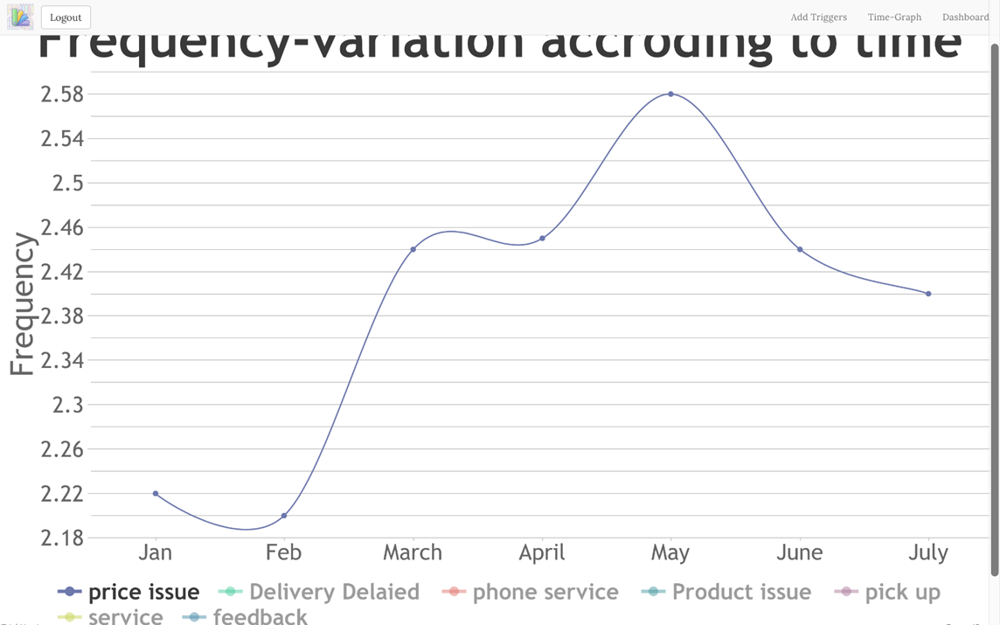 Logout Add Triggers Time-Graph Dashboard
Frequency-variation accroding to time
2.58
2.54
2.5
2.46
2.42
2.38
2.34
2.3
2.26
2.22
2.18
Frequency
Jan Feb March April May June July
price issue Delivery Delaied phone service Product issue pick up
service feedback